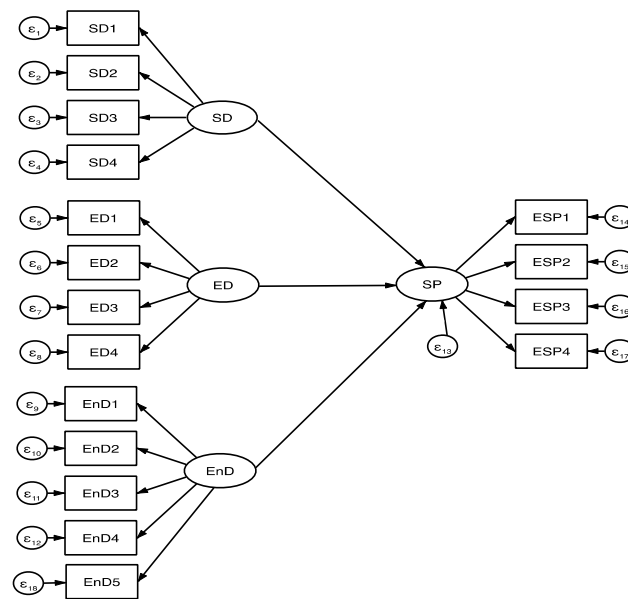 ε1 SD1
ε2 SD2
ε3 SD3
ε4 SD4
SD
ε5 ED1
ε6 ED2
ε7 ED3
ε8 ED4
ED
ε9 EnD1
ε10 EnD2
ε11 EnD3
ε12 EnD4
ε18 EnD5
EnD
SP
ε13
ESP1 ε14
ESP2 ε15
ESP3 ε16
ESP4 ε17